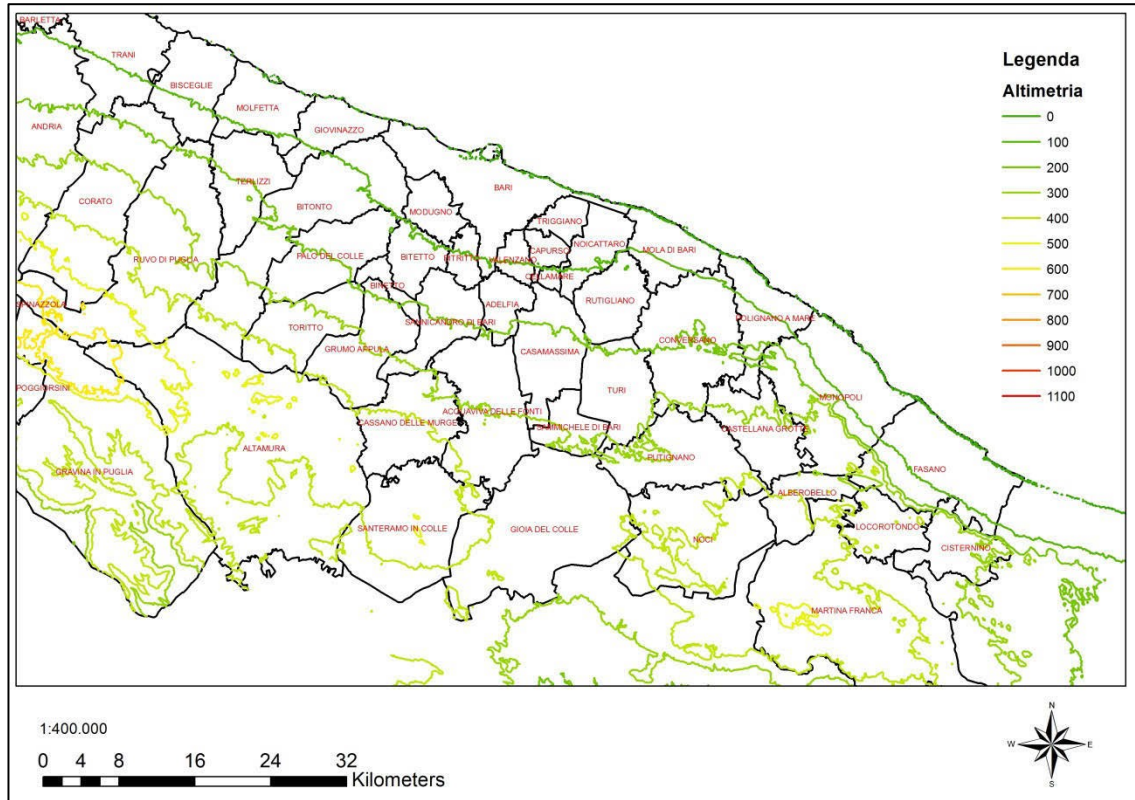 BARLETTA
TRANI
BISCEGLIE
MOLFETTA
GIOVINAZZO
ANDRIA
CORATO
TERLIZZI
BITONTO
MODUGNO
BARI
TRIGGIANO
CAPURSO
NOICATTARO
MOLA DI BARI
RUVO DI PUGLIA
PALO DEL COLLE
BITETTO
BITRITTO
VALENZANO
CELLAMARE
BINETTO
SPINAZZOLA
TORITTO
SANNICANDRO DI BARI
ADELFIA
RUTIGLIANO
POLIGNANO A MARE
GRUMO APPULA
CASAMASSIMA
CONVERSANO
POGGIORSINI
TURI
MONOPOLI
CASSANO DELLE MURGE
ACQUAVIVA DELLE FONTI
SAMMICHELE DI BARI
CASTELLANA GROTTE
ALTAMURA
PUTIGNANO
GRAVINA IN PUGLIA
FASANO
ALBEROBELLO
SANTERAMO IN COLLE
GIOIA DEL COLLE
NOCI
LOCOROTONDO
CISTERNINO
MARTINA FRANCA
Legenda
Altimetria
0
100
200
300
400
500
600
700
800
900
1000
1100
1:400.000
0 4 8 16 24 32
Kilometers
N
W E
S